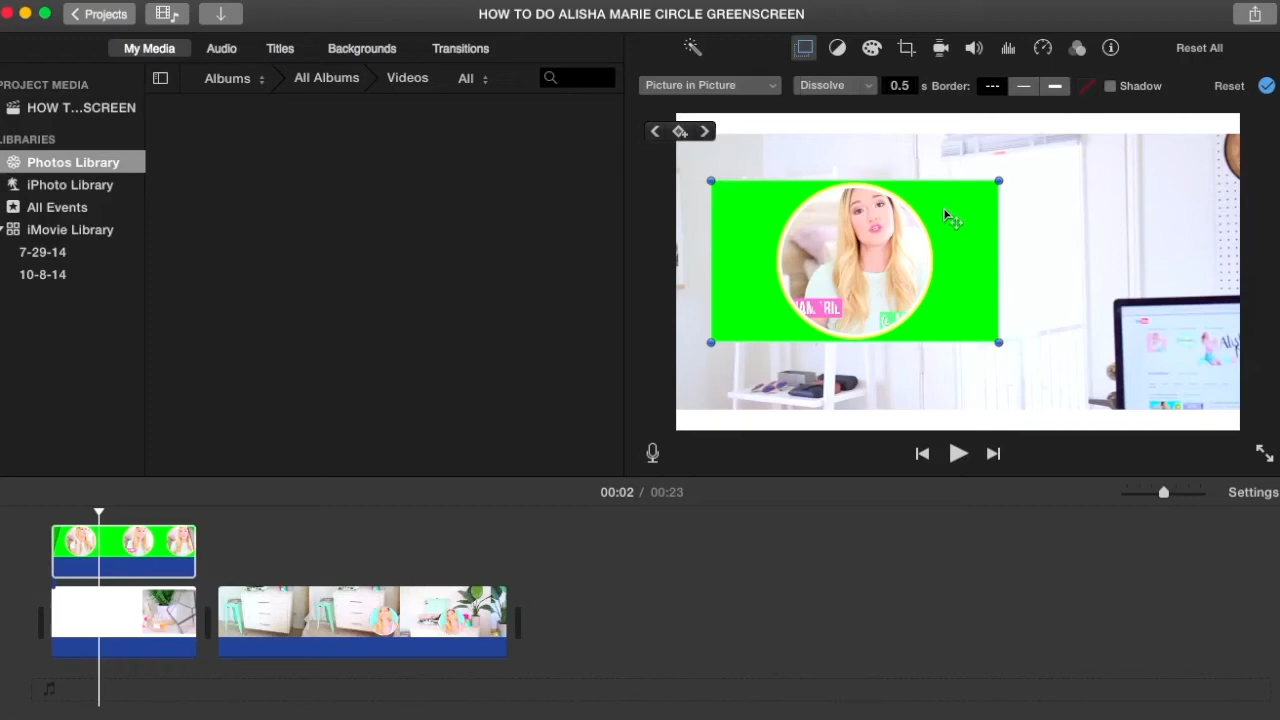 Projects
HOW TO DO ALISHA MARIE CIRCLE GREENSCREEN
My Media Audio Titles Backgrounds Transitions
Reset All
PROJECT MEDIA
HOW T...SCREEN
LIBRARIES
Photos Library
iPhoto Library
All Events
iMovie Library
7-29-14
10-8-14
Albums All Albums Videos All
Picture in Picture Dissolve 0.5 s Border: Shadow Reset
00:02 / 00:23
Settings